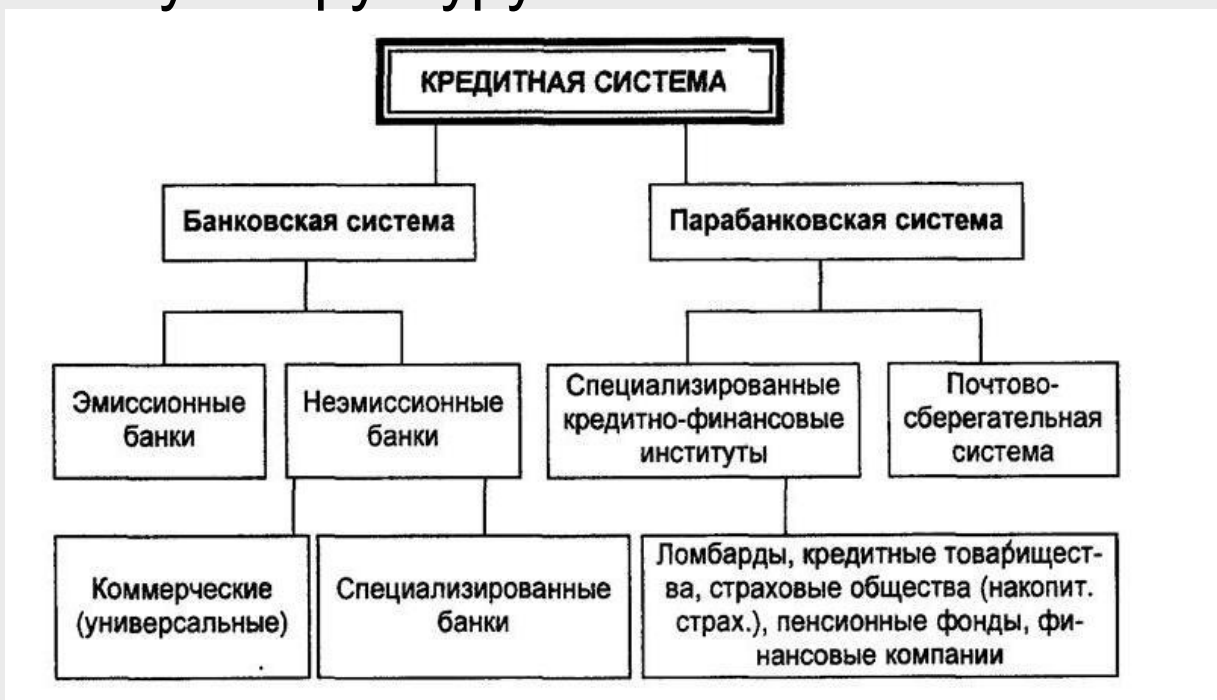 КРЕДИТНАЯ СИСТЕМА
Банковская система
Парабанковская система
Эмиссионные
банки
Неэмиссионные
банки
Специализированные
кредитно-финансовые
институты
Почтово-
сберегательная
система
Коммерческие
(универсальные)
Специализированные
банки
Ломбарды, кредитные товарищест-
ва, страховые общества (накопит.
страх.), пенсионные фонды, фи-
нансовые компании